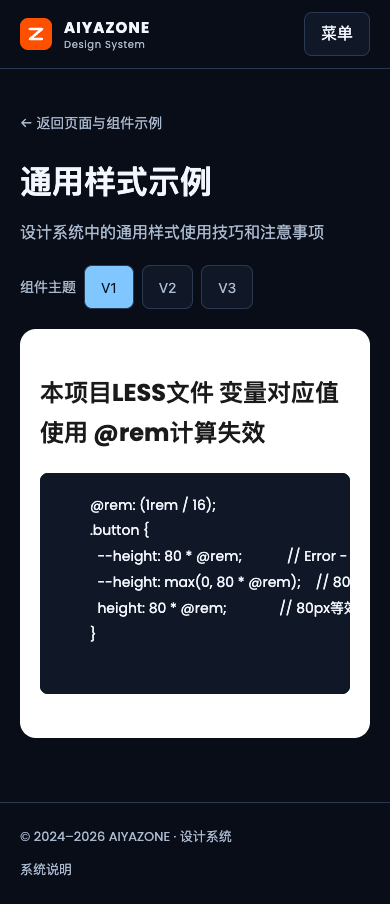 AIYAZONE
Design System
菜单
← 返回页面与组件示例
通用样式示例
设计系统中的通用样式使用技巧和注意事项
组件主题 V1 V2 V3
本项目LESS文件 变量对应值
使用 @rem计算失效
@rem: (1rem / 16);
.button {
--height: 80 * @rem; // Error -
--height: max(0, 80 * @rem); // 80
height: 80 * @rem; // 80px等
}
© 2024–2026 AIYAZONE · 设计系统
系统说明